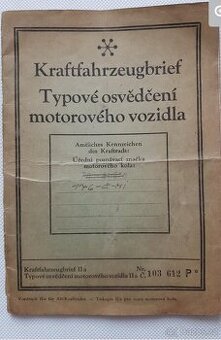 Kraftfahrzeugbrief
Typové osvědčení
motorového vozidla
Amtliches Kennzeichen
des Kraftrads:
Úřední poznávací značka
motorového kola:
Kraftfahrzeugbrief II a
Typové osvědčení motorového vozidla II a
Nr.
Č. 103 612 P